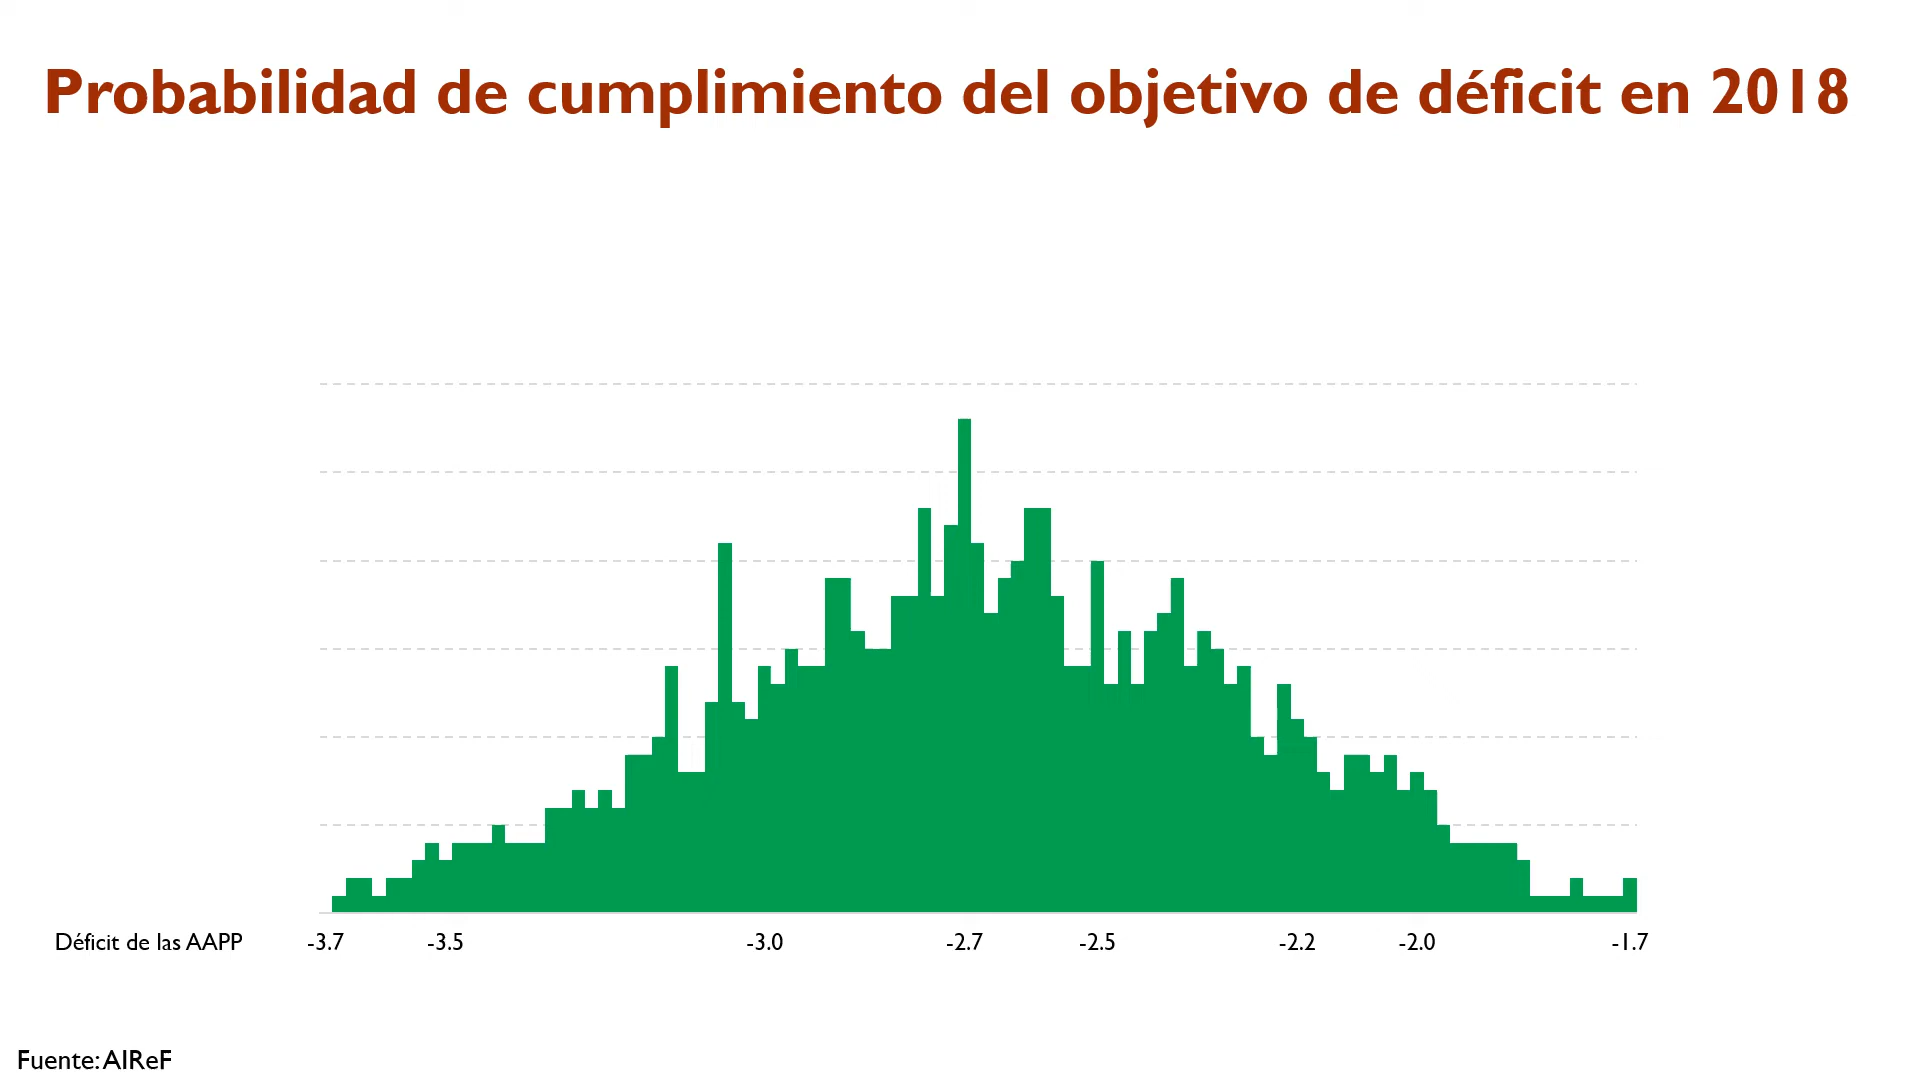 Probabilidad de cumplimiento del objetivo de déficit en 2018
Déficit de las AAPP -3.7 -3.5 -3.0 -2.7 -2.5 -2.2 -2.0 -1.7
Fuente: AIReF